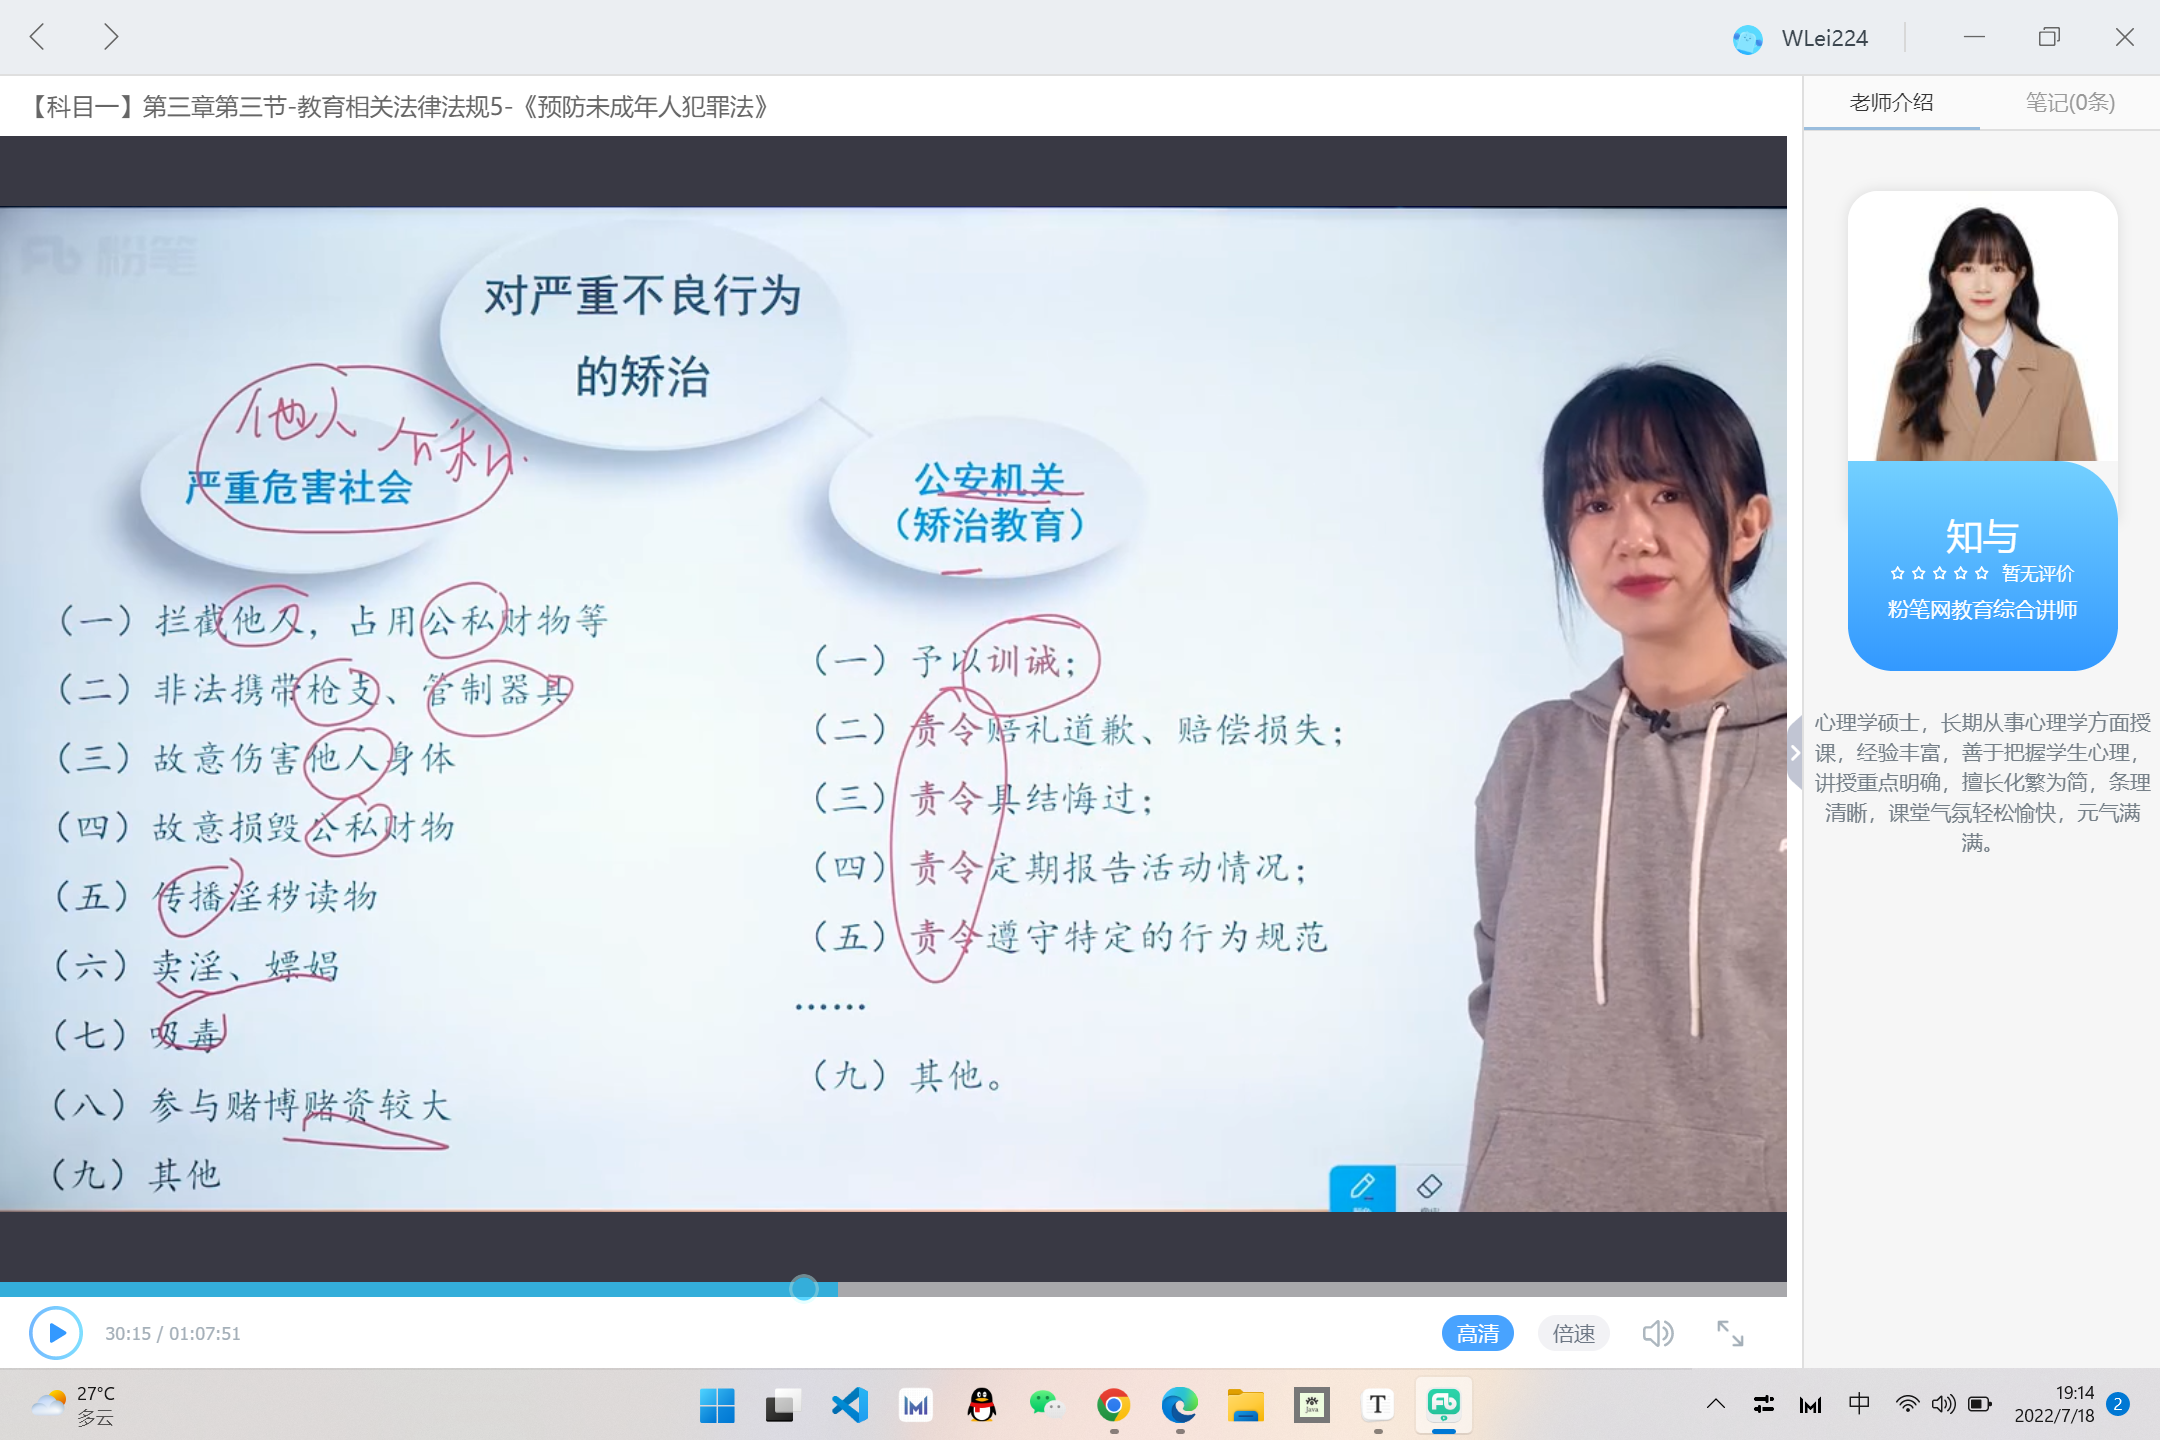 WLei224
【科目一】第三章第三节-教育相关法律法规5-《预防未成年人犯罪法》
老师介绍
笔记(0条)
粉笔
对严重不良行为
的矫治
他人
公私
严重危害社会
公安机关
（矫治教育）
（一）拦截他人，占用公私财物等
（二）非法携带枪支、管制器具
（三）故意伤害他人身体
（四）故意损毁公私财物
（五）传播淫秽读物
（六）卖淫、嫖娼
（七）吸毒
（八）参与赌博赌资较大
（九）其他
（一）予以训诫；
（二）责令赔礼道歉、赔偿损失；
（三）责令具结悔过；
（四）责令定期报告活动情况；
（五）责令遵守特定的行为规范
……
（九）其他。
知与
暂无评价
粉笔网教育综合讲师
心理学硕士，长期从事心理学方面授
课，经验丰富，善于把握学生心理，
讲授重点明确，擅长化繁为简，条理
清晰，课堂气氛轻松愉快，元气满
满。
30:15 / 01:07:51
高清
倍速
27°C
多云
中
19:14
2022/7/18
2